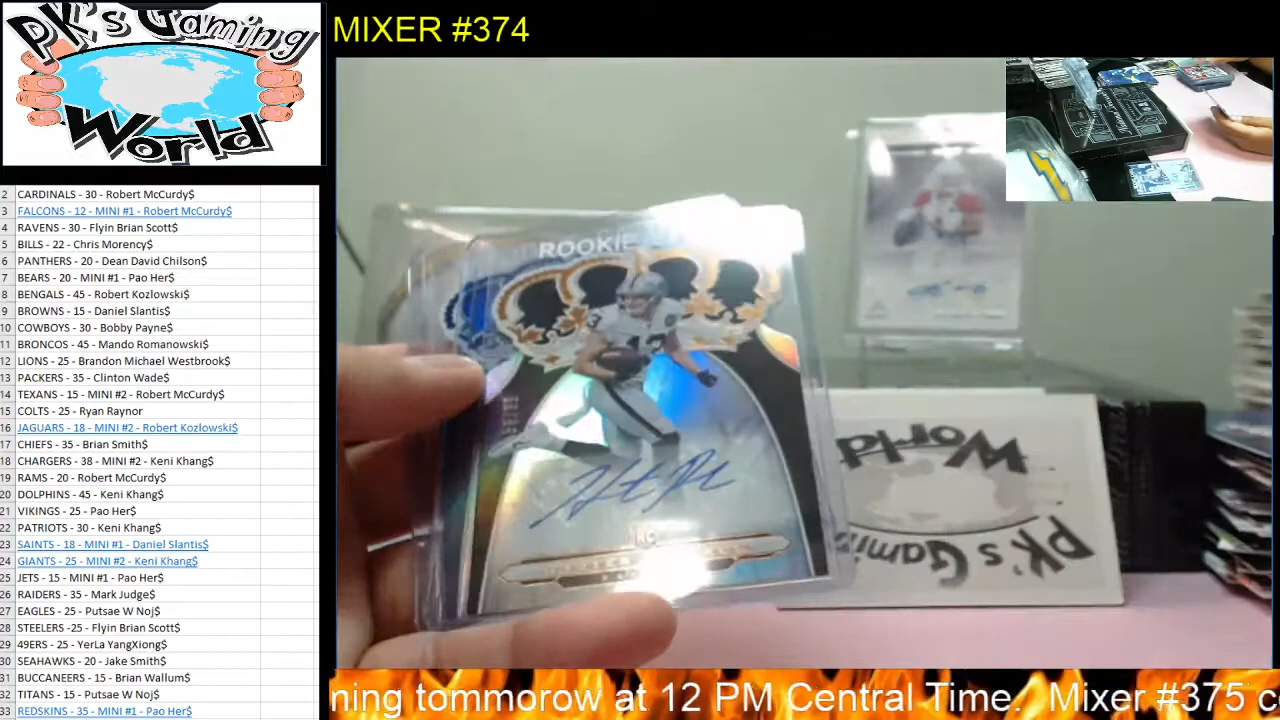 PK's Gaming
World
MIXER #374
2 CARDINALS - 30 - Robert McCurdy$
3 FALCONS - 12 - MINI #1 - Robert McCurdy$
4 RAVENS - 30 - Flyin Brian Scott$
5 BILLS - 22 - Chris Morency$
6 PANTHERS - 20 - Dean David Chilson$
7 BEARS - 20 - MINI #1 - Pao Her$
8 BENGALS - 45 - Robert Kozlowski$
9 BROWNS - 15 - Daniel Slantis$
10 COWBOYS - 30 - Bobby Payne$
11 BRONCOS - 45 - Mando Romanowski$
12 LIONS - 25 - Brandon Michael Westbrook$
13 PACKERS - 35 - Clinton Wade$
14 TEXANS - 15 - MINI #2 - Robert McCurdy$
15 COLTS - 25 - Ryan Raynor
16 JAGUARS - 18 - MINI #2 - Robert Kozlowski$
17 CHIEFS - 35 - Brian Smith$
18 CHARGERS - 38 - MINI #2 - Keni Khang$
19 RAMS - 20 - Robert McCurdy$
20 DOLPHINS - 45 - Keni Khang$
21 VIKINGS - 25 - Pao Her$
22 PATRIOTS - 30 - Keni Khang$
23 SAINTS - 18 - MINI #1 - Daniel Slantis$
24 GIANTS - 25 - MINI #2 - Keni Khang$
25 JETS - 15 - MINI #1 - Pao Her$
26 RAIDERS - 35 - Mark Judge$
27 EAGLES - 25 - Putsae W Noj$
28 STEELERS -25 - Flyin Brian Scott$
29 49ERS - 25 - YerLa YangXiong$
30 SEAHAWKS - 20 - Jake Smith$
31 BUCCANEERS - 15 - Brian Wallum$
32 TITANS - 15 - Putsae W Noj$
33 REDSKINS - 35 - MINI #1 - Pao Her$
ROOKIE
13
RC
World
PK's Gami
ning tommorow at 12 PM Central Time. Mixer #375 c